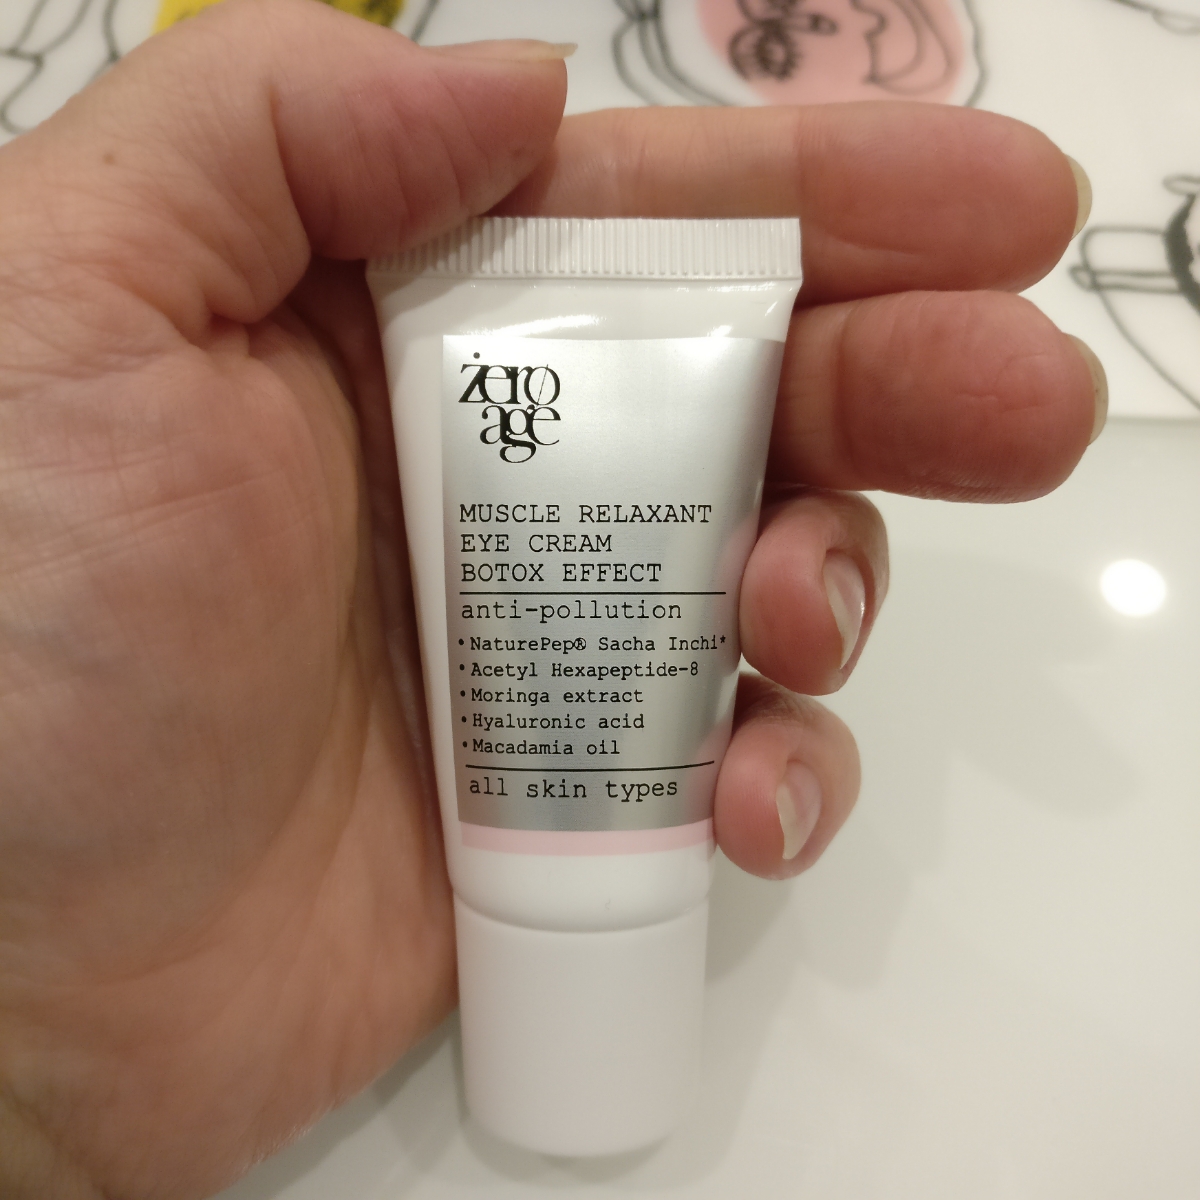 żerø
age
MUSCLE RELAXANT
EYE CREAM
BOTOX EFFECT
anti-pollution
• NaturePep® Sacha Inchi*
• Acetyl Hexapeptide-8
• Moringa extract
• Hyaluronic acid
• Macadamia oil
all skin types